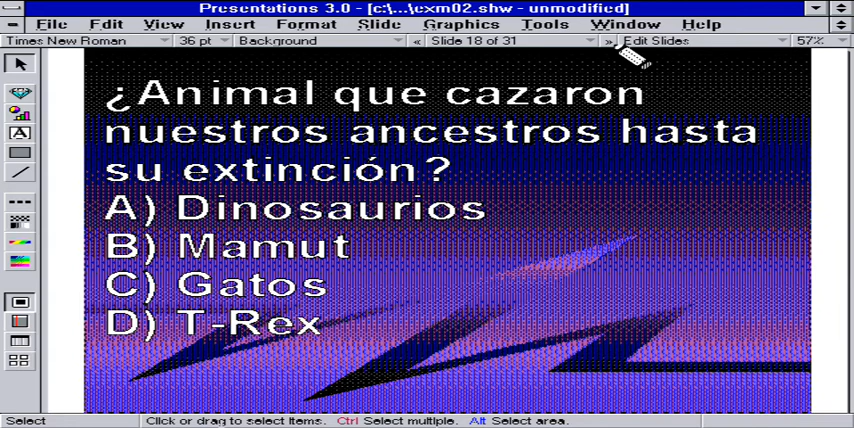 Presentations 3.0 - [c:\...\exm02.shw - unmodified]
File Edit View Insert Format Slide Graphics Tools Window Help
Times New Roman 36 pt Background « Slide 18 of 31 » Edit Slides 57%
¿Animal que cazaron
nuestros ancestros hasta
su extinción?
A) Dinosaurios
B) Mamut
C) Gatos
D) T-Rex
Select Click or drag to select items. Ctrl Select multiple. Alt Select area.